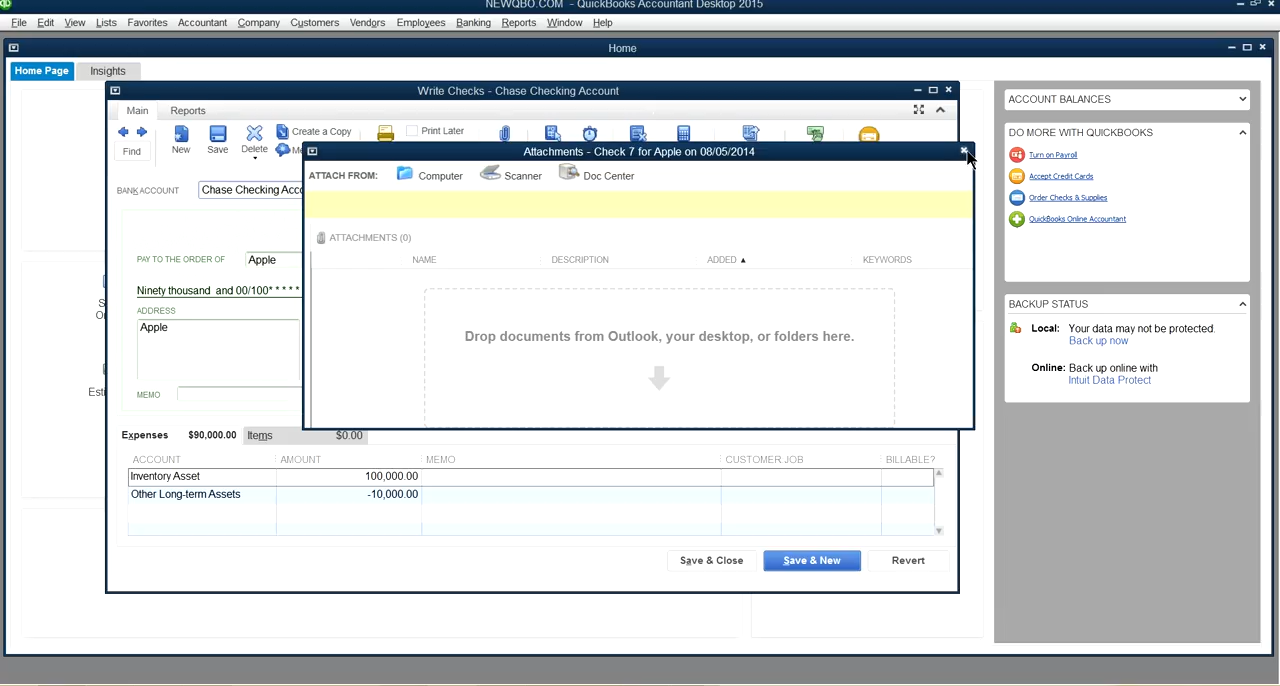 NEWQBO.COM - QuickBooks Accountant Desktop 2015
File Edit View Lists Favorites Accountant Company Customers Vendors Employees Banking Reports Window Help
Home
Home Page Insights
Write Checks - Chase Checking Account
Main Reports
Find New Save Delete Create a Copy Print Later
Attachments - Check 7 for Apple on 08/05/2014
ATTACH FROM: Computer Scanner Doc Center
BANK ACCOUNT Chase Checking
ATTACHMENTS (0)
NAME DESCRIPTION ADDED ▲ KEYWORDS
Drop documents from Outlook, your desktop, or folders here.
PAY TO THE ORDER OF Apple
Ninety thousand and 00/100* * * * *
ADDRESS
Apple
MEMO
Expenses $90,000.00 Items $0.00
ACCOUNT AMOUNT MEMO CUSTOMER:JOB BILLABLE?
Inventory Asset 100,000.00
Other Long-term Assets -10,000.00
Save & Close Save & New Revert
ACCOUNT BALANCES
DO MORE WITH QUICKBOOKS
Turn on Payroll
Accept Credit Cards
Order Checks & Supplies
QuickBooks Online Accountant
BACKUP STATUS
Local: Your data may not be protected.
Back up now
Online: Back up online with
Intuit Data Protect